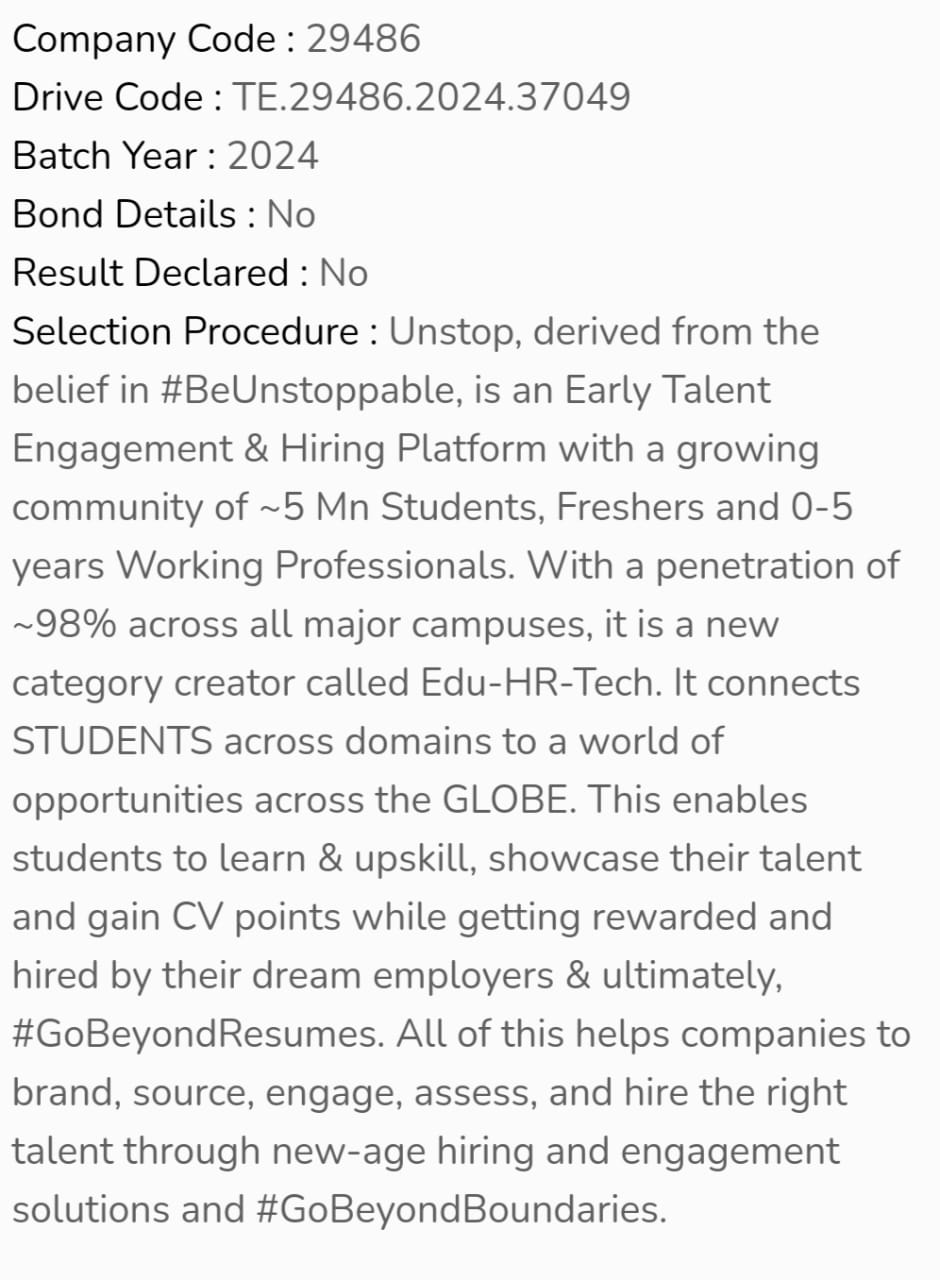 Company Code : 29486
Drive Code : TE.29486.2024.37049
Batch Year : 2024
Bond Details : No
Result Declared : No
Selection Procedure : Unstop, derived from the
belief in #BeUnstoppable, is an Early Talent
Engagement & Hiring Platform with a growing
community of ~5 Mn Students, Freshers and 0-5
years Working Professionals. With a penetration of
~98% across all major campuses, it is a new
category creator called Edu-HR-Tech. It connects
STUDENTS across domains to a world of
opportunities across the GLOBE. This enables
students to learn & upskill, showcase their talent
and gain CV points while getting rewarded and
hired by their dream employers & ultimately,
#GoBeyondResumes. All of this helps companies to
brand, source, engage, assess, and hire the right
talent through new-age hiring and engagement
solutions and #GoBeyondBoundaries.